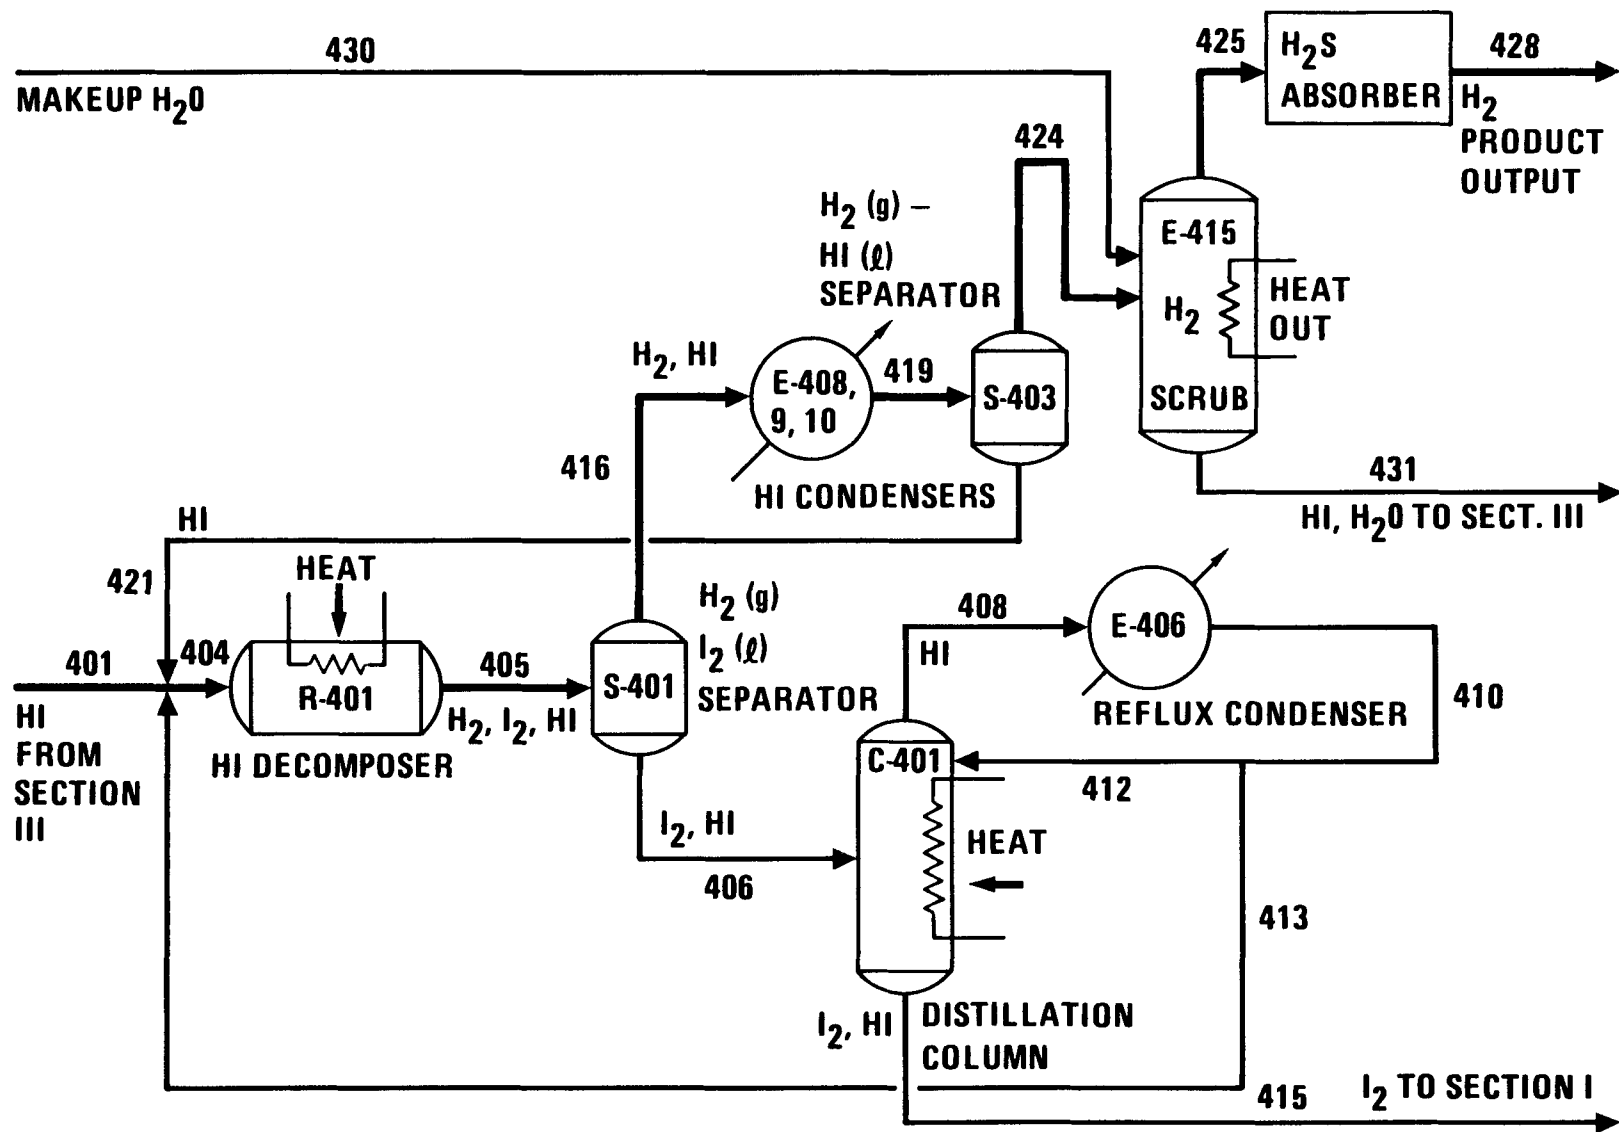 430
MAKEUP H₂O
425
H₂S
ABSORBER
428
H₂
PRODUCT
OUTPUT
424
H₂ (g) –
HI (ℓ)
SEPARATOR
E-415
H₂
HEAT
OUT
SCRUB
H₂, HI
E-408,
9, 10
419
S-403
416
HI CONDENSERS
431
HI, H₂O TO SECT. III
HI
421
HEAT
401
404
R-401
HI DECOMPOSER
HI
FROM
SECTION
III
405
H₂, I₂, HI
S-401
H₂ (g)
I₂ (ℓ)
SEPARATOR
408
HI
E-406
REFLUX CONDENSER
410
C-401
412
I₂, HI
406
HEAT
413
I₂, HI
DISTILLATION
COLUMN
415
I₂ TO SECTION I